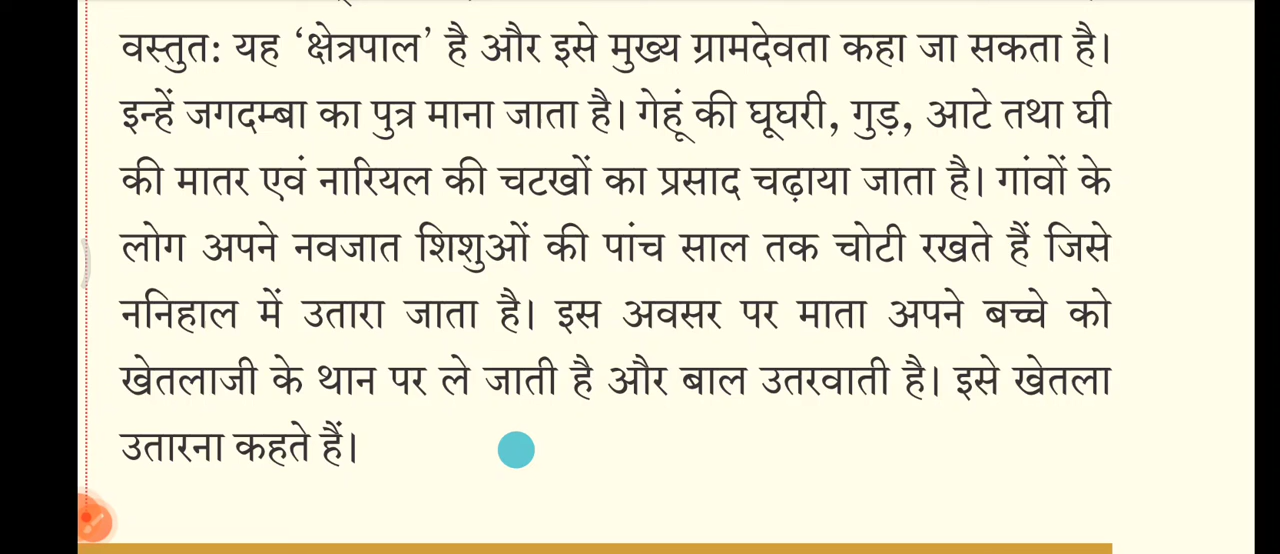 वस्तुत: यह ‘क्षेत्रपाल’ है और इसे मुख्य ग्रामदेवता कहा जा सकता है।
इन्हें जगदम्बा का पुत्र माना जाता है। गेहूं की घूघरी, गुड़, आटे तथा घी
की मातर एवं नारियल की चटखों का प्रसाद चढ़ाया जाता है। गांवों के
लोग अपने नवजात शिशुओं की पांच साल तक चोटी रखते हैं जिसे
ननिहाल में उतारा जाता है। इस अवसर पर माता अपने बच्चे को
खेतलाजी के थान पर ले जाती है और बाल उतरवाती है। इसे खेतला
उतारना कहते हैं।